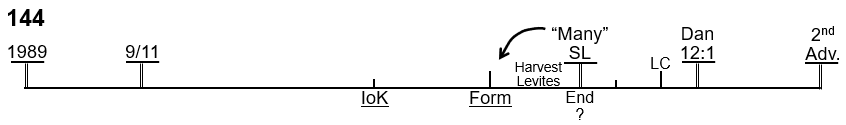 144
1989
9/11
IoK
Form
"Many"
SL
Harvest
Levites
End
?
LC
Dan
12:1
2nd
Adv.